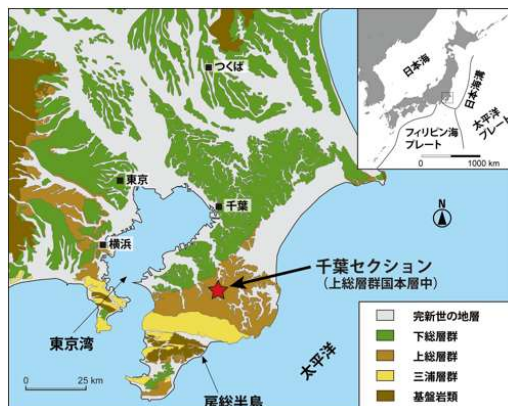 つくば
東京
千葉
横浜
千葉セクション
（上総層群国本層中）
東京湾
房総半島
太平洋
N
0
25 km
日本海
日本海溝
太平洋
プレート
フィリピン海
プレート
0
1000 km
完新世の地層
下総層群
上総層群
三浦層群
基盤岩類